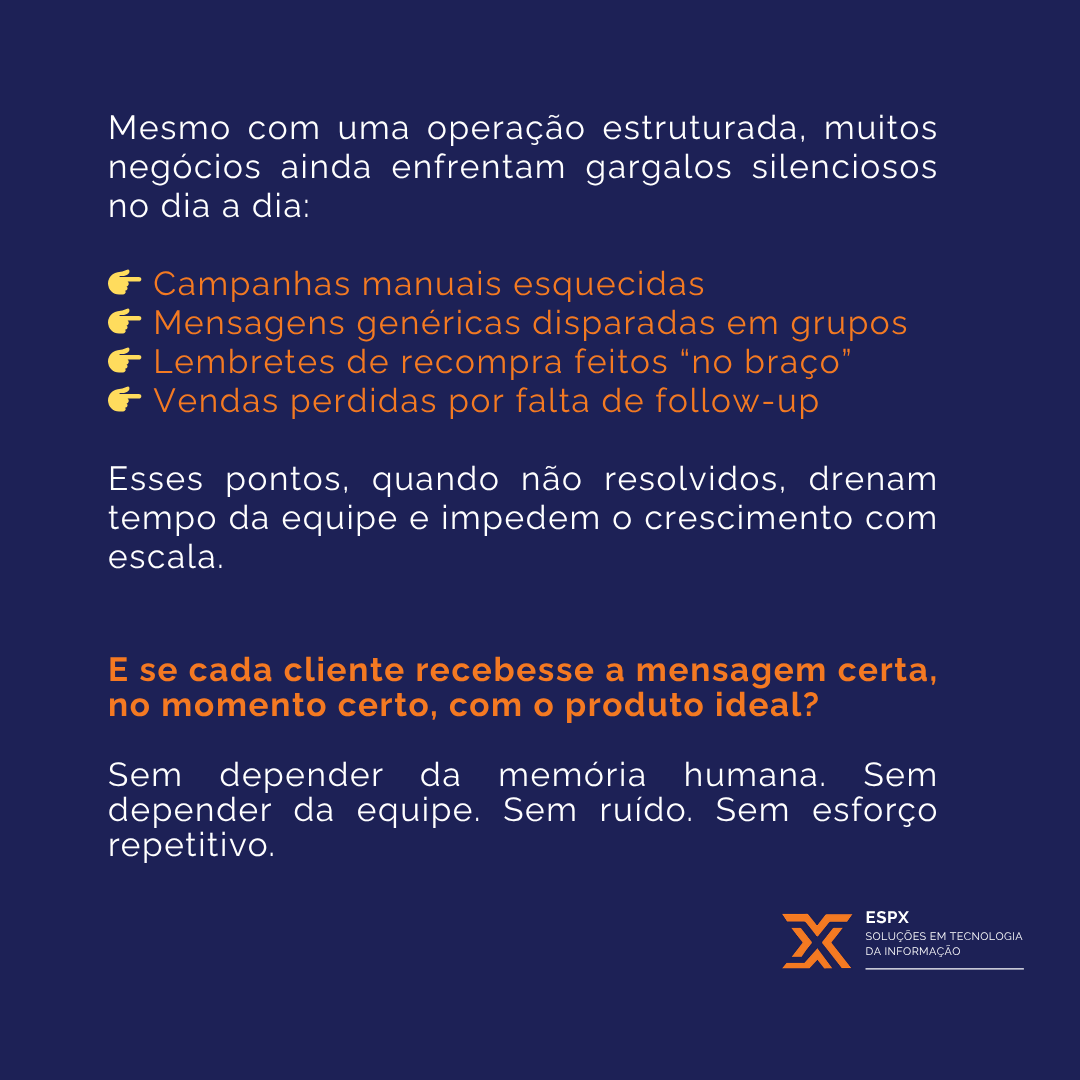 Mesmo com uma operação estruturada, muitos
negócios ainda enfrentam gargalos silenciosos
no dia a dia:
👉 Campanhas manuais esquecidas
👉 Mensagens genéricas disparadas em grupos
👉 Lembretes de recompra feitos “no braço”
👉 Vendas perdidas por falta de follow-up
Esses pontos, quando não resolvidos, drenam
tempo da equipe e impedem o crescimento com
escala.
E se cada cliente recebesse a mensagem certa,
no momento certo, com o produto ideal?
Sem depender da memória humana. Sem
depender da equipe. Sem ruído. Sem esforço
repetitivo.
ESPX
SOLUÇÕES EM TECNOLOGIA
DA INFORMAÇÃO